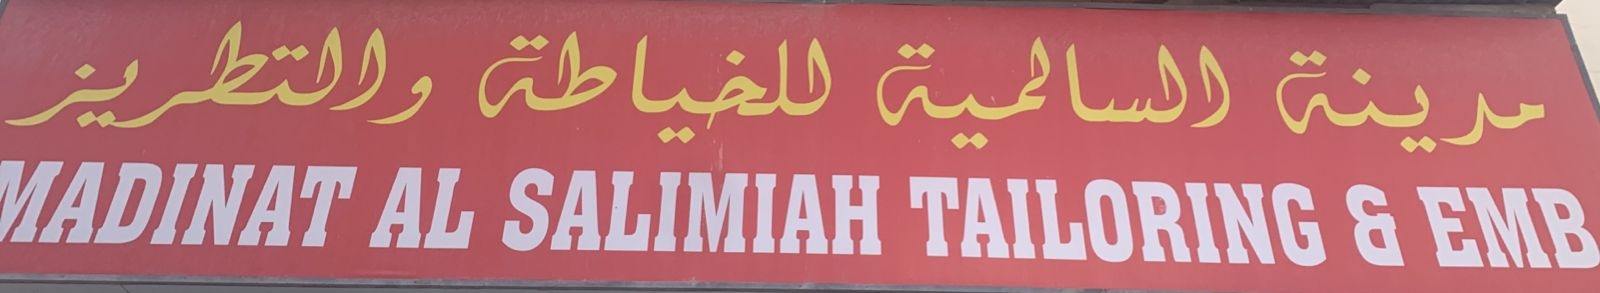 مدينة السالمية للخياطة والتطريز
MADINAT AL SALIMIAH TAILORING & EMB